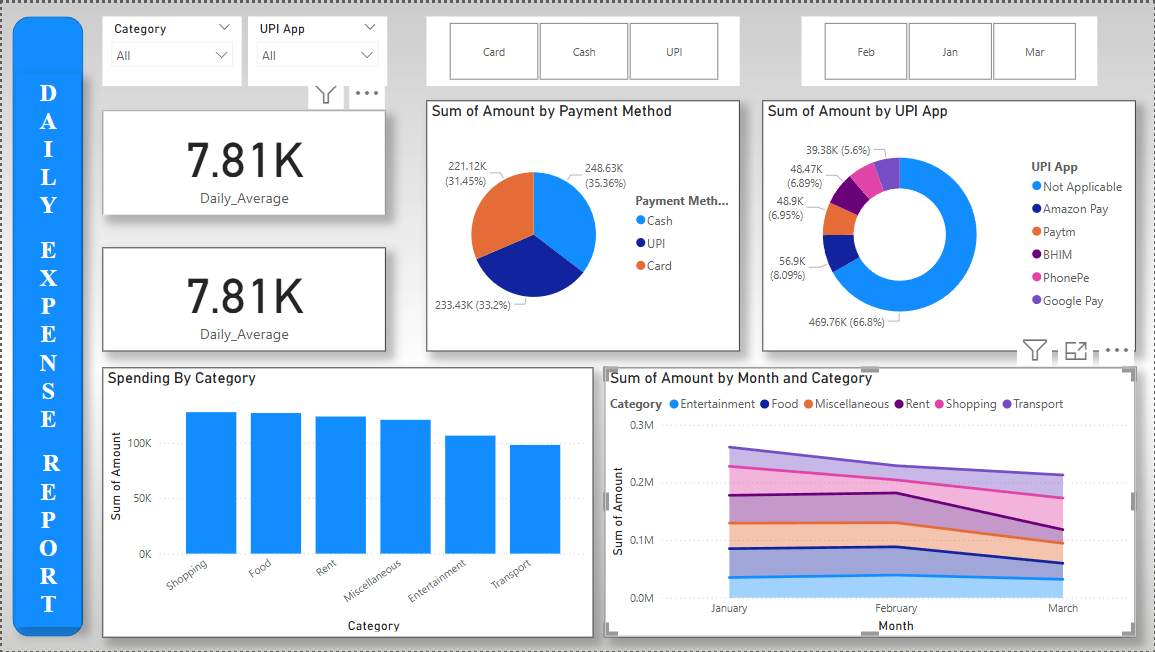 DAILY EXPENSE REPORT
Category
All
UPI App
All
Card
Cash
UPI
Feb
Jan
Mar
7.81K
Daily_Average
7.81K
Daily_Average
Sum of Amount by Payment Method
221.12K
(31.45%)
248.63K
(35.36%)
233.43K (33.2%)
Payment Meth...
Cash
UPI
Card
Sum of Amount by UPI App
39.38K (5.6%)
48.47K
(6.89%)
48.9K
(6.95%)
56.9K
(8.09%)
469.76K (66.8%)
UPI App
Not Applicable
Amazon Pay
Paytm
BHIM
PhonePe
Google Pay
Spending By Category
Sum of Amount
100K
50K
0K
Shopping
Food
Rent
Miscellaneous
Entertainment
Transport
Category
Sum of Amount by Month and Category
Category Entertainment Food Miscellaneous Rent Shopping Transport
Sum of Amount
0.3M
0.2M
0.1M
0.0M
January
February
March
Month